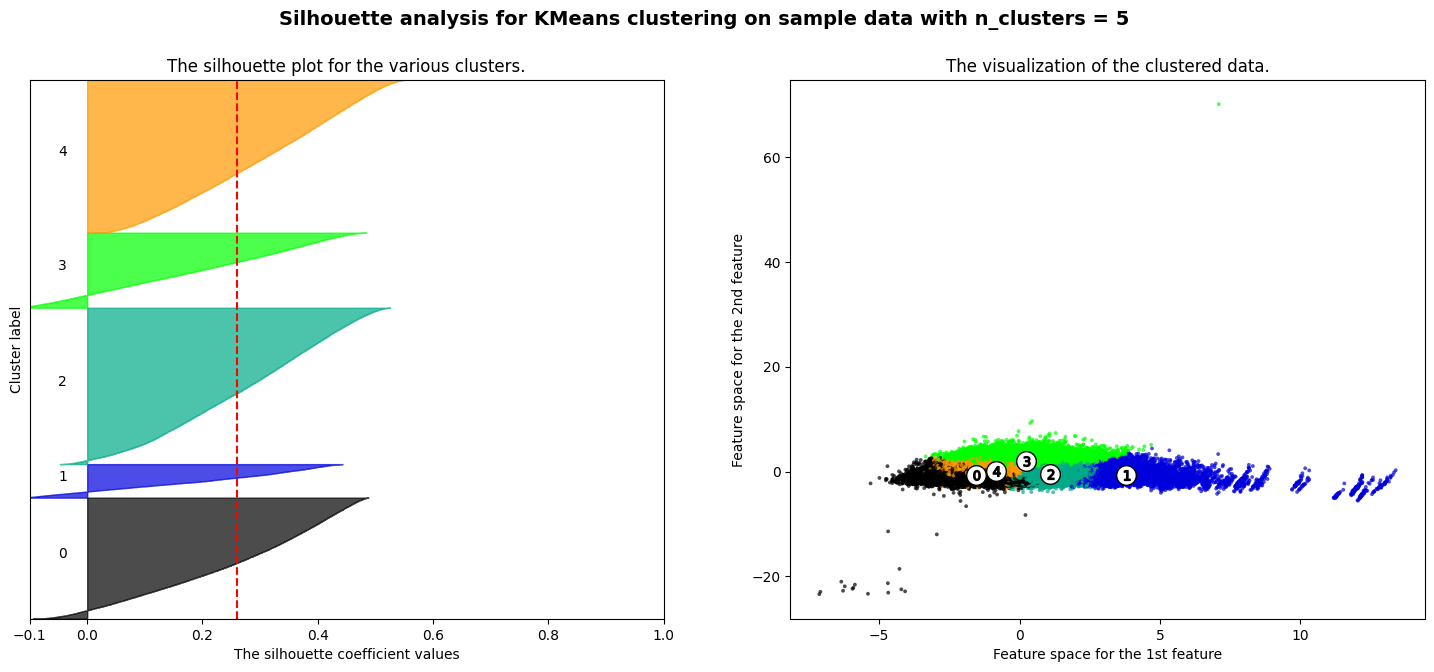 Silhouette analysis for KMeans clustering on sample data with n_clusters = 5
The silhouette plot for the various clusters.
Cluster label
4
3
2
1
0
−0.1 0.0 0.2 0.4 0.6 0.8 1.0
The silhouette coefficient values
The visualization of the clustered data.
Feature space for the 2nd feature
60
40
20
0
−20
0 4 3 2 1
−5 0 5 10
Feature space for the 1st feature